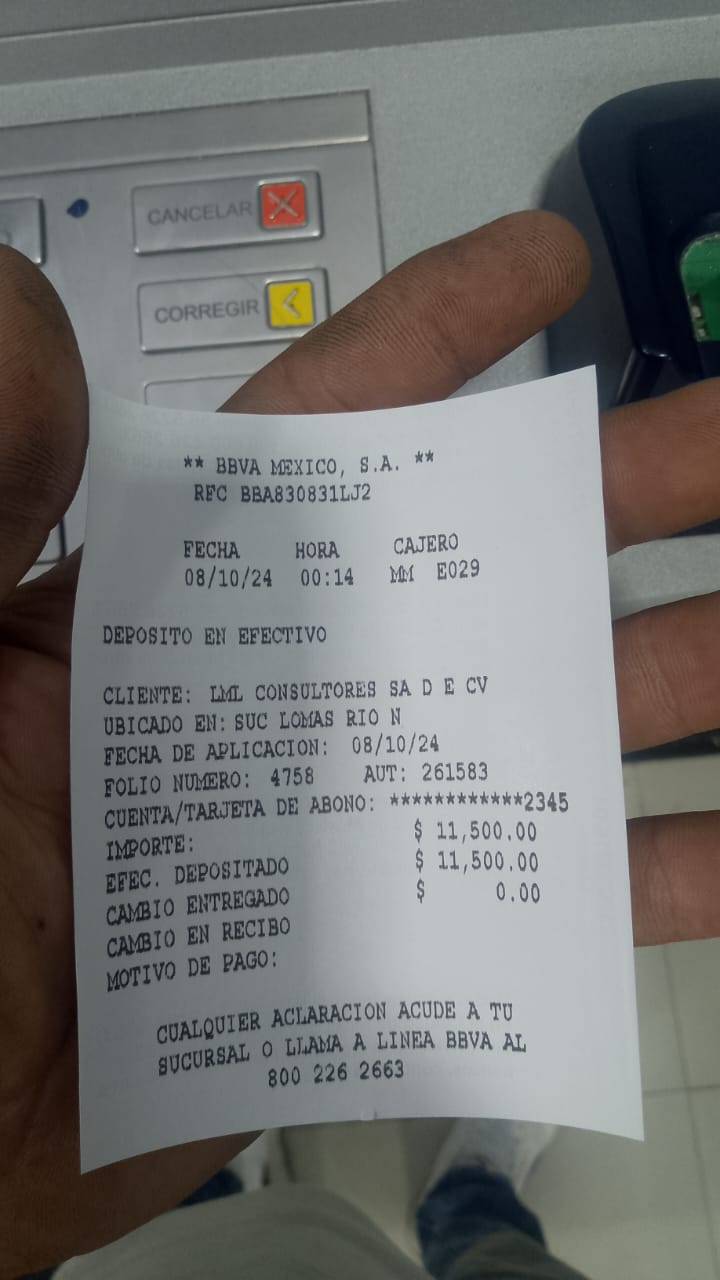 CANCELAR
CORREGIR
** BBVA MEXICO, S.A. **
RFC BBA830831LJ2
FECHA HORA CAJERO
08/10/24 00:14 MM E029
DEPOSITO EN EFECTIVO
CLIENTE: LML CONSULTORES SA D E CV
UBICADO EN: SUC LOMAS RIO N
FECHA DE APLICACION: 08/10/24
FOLIO NUMERO: 4758 AUT: 261583
CUENTA/TARJETA DE ABONO: ************2345
IMPORTE: $ 11,500.00
EFEC. DEPOSITADO $ 11,500.00
CAMBIO ENTREGADO $ 0.00
CAMBIO EN RECIBO
MOTIVO DE PAGO:
CUALQUIER ACLARACION ACUDE A TU
SUCURSAL O LLAMA A LINEA BBVA AL
800 226 2663